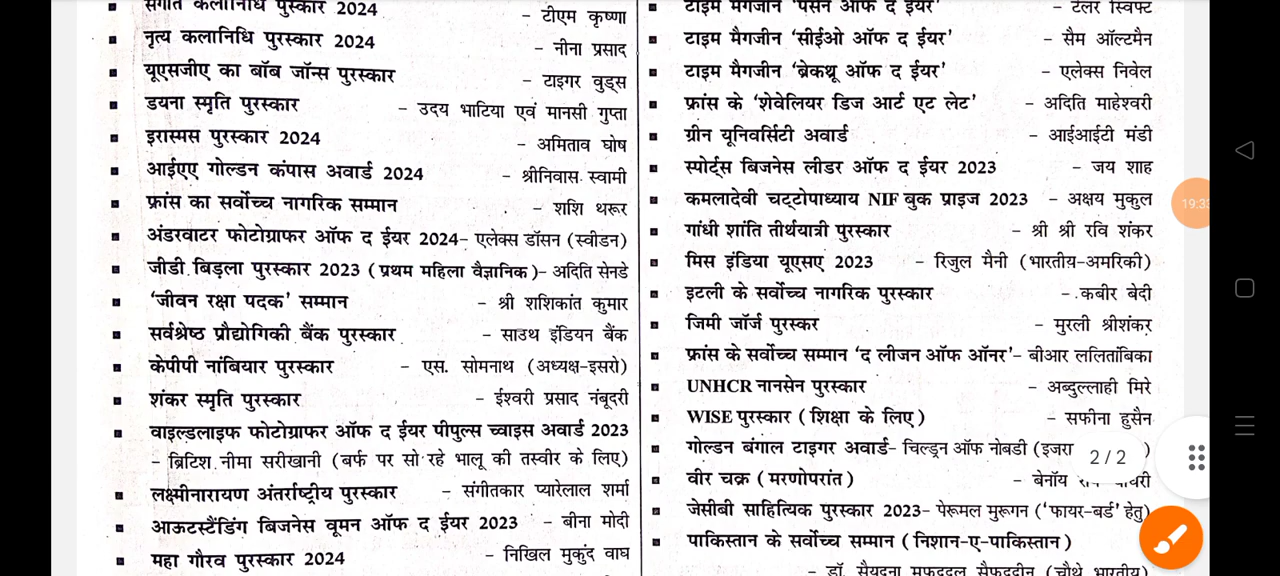 संगीत कलानिधि पुस्कार 2024 - टीएम कृष्णा
नृत्य कलानिधि पुरस्कार 2024 - नीना प्रसाद
यूएसजीए का बॉब जॉन्स पुरस्कार - टाइगर वुड्स
डयना स्मृति पुरस्कार - उदय भाटिया एवं मानसी गुप्ता
इरास्मस पुरस्कार 2024 - अमिताव घोष
आईएए गोल्डन कंपास अवार्ड 2024 - श्रीनिवास स्वामी
फ्रांस का सर्वोच्च नागरिक सम्मान - शशि थरूर
अंडरवाटर फोटोग्राफर ऑफ द ईयर 2024- एलेक्स डॉसन (स्वीडन)
जीडी बिड़ला पुरस्कार 2023 (प्रथम महिला वैज्ञानिक)- अदिति सेनडे
‘जीवन रक्षा पदक’ सम्मान - श्री शशिकांत कुमार
सर्वश्रेष्ठ प्रौद्योगिकी बैंक पुरस्कार - साउथ इंडियन बैंक
केपीपी नांबियार पुरस्कार - एस. सोमनाथ (अध्यक्ष-इसरो)
शंकर स्मृति पुरस्कार - ईश्वरी प्रसाद नंबूदरी
वाइल्डलाइफ फोटोग्राफर ऑफ द ईयर पीपुल्स च्वाइस अवार्ड 2023
- ब्रिटिश नीमा सरीखानी (बर्फ पर सो रहे भालू की तस्वीर के लिए)
लक्ष्मीनारायण अंतर्राष्ट्रीय पुरस्कार - संगीतकार प्यारेलाल शर्मा
आऊटस्टैंडिंग बिजनेस वूमन ऑफ द ईयर 2023 - बीना मोदी
महा गौरव पुरस्कार 2024 - निखिल मुकुंद वाघ
टाइम मैगजीन ‘पर्सन ऑफ द ईयर’ - टेलर स्विफ्ट
टाइम मैगजीन ‘सीईओ ऑफ द ईयर’ - सैम ऑल्टमैन
टाइम मैगजीन ‘ब्रेकथ्रू ऑफ द ईयर’ - एलेक्स निवेल
फ्रांस के ‘शेवेलियर डिज आर्ट एट लेट’ - अदिति माहेश्वरी
ग्रीन यूनिवर्सिटी अवार्ड - आईआईटी मंडी
स्पोर्ट्स बिजनेस लीडर ऑफ द ईयर 2023 - जय शाह
कमलादेवी चट्टोपाध्याय NIF बुक प्राइज 2023 - अक्षय मुकुल
गांधी शांति तीर्थयात्री पुरस्कार - श्री श्री रवि शंकर
मिस इंडिया यूएसए 2023 - रिजुल मैनी (भारतीय-अमरिकी)
इटली के सर्वोच्च नागरिक पुरस्कार - कबीर बेदी
जिमी जॉर्ज पुरस्कर - मुरली श्रीशंकर
फ्रांस के सर्वोच्च सम्मान ‘द लीजन ऑफ ऑनर’- बीआर ललितांबिका
UNHCR नानसेन पुरस्कार - अब्दुल्लाही मिरे
WISE पुरस्कार (शिक्षा के लिए) - सफीना हुसैन
गोल्डन बंगाल टाइगर अवार्ड- चिल्ड्रन ऑफ नोबडी (इजरा )
वीर चक्र (मरणोपरांत) - बेनॉय
जेसीबी साहित्यिक पुरस्कार 2023- पेरूमल मुरूगन (‘फायर-बर्ड’ हेतु)
पाकिस्तान के सर्वोच्च सम्मान (निशान-ए-पाकिस्तान)
- डॉ. सैयदना मुफद्दल सैफुद्दीन (चौथे भारतीय)
19:33
2/2